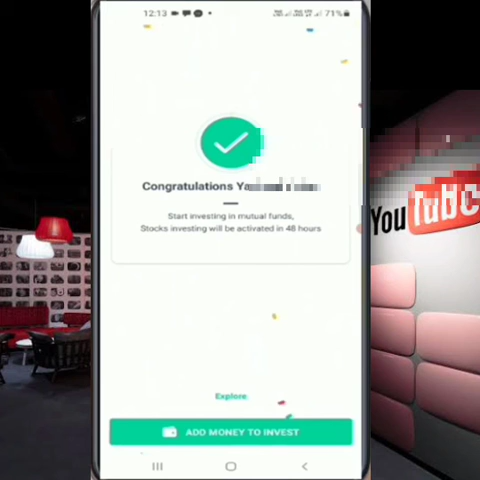 12:13
71%
Congratulations
Start investing in mutual funds,
Stocks investing will be activated in 48 hours
Explore
ADD MONEY TO INVEST
YouTube